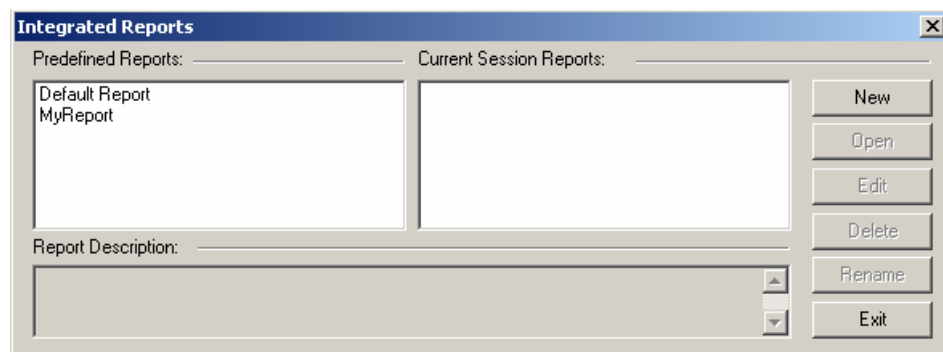 Integrated Reports
Predefined Reports:
Current Session Reports:
Default Report
MyReport
New
Open
Edit
Delete
Rename
Exit
Report Description: